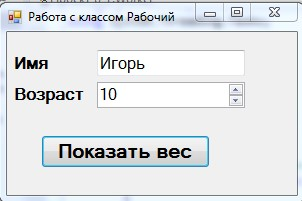 Работа с классом Рабочий
Имя Игорь
Возраст 10
Показать вес